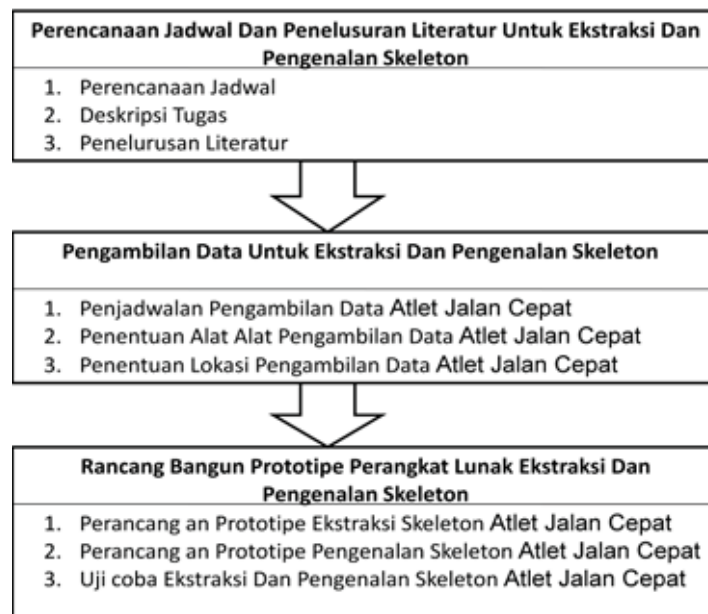 Perencanaan Jadwal Dan Penelusuran Literatur Untuk Ekstraksi Dan
Pengenalan Skeleton
1. Perencanaan Jadwal
2. Deskripsi Tugas
3. Penelurusan Literatur
Pengambilan Data Untuk Ekstraksi Dan Pengenalan Skeleton
1. Penjadwalan Pengambilan Data Atlet Jalan Cepat
2. Penentuan Alat Alat Pengambilan Data Atlet Jalan Cepat
3. Penentuan Lokasi Pengambilan Data Atlet Jalan Cepat
Rancang Bangun Prototipe Perangkat Lunak Ekstraksi Dan
Pengenalan Skeleton
1. Perancang an Prototipe Ekstraksi Skeleton Atlet Jalan Cepat
2. Perancang an Prototipe Pengenalan Skeleton Atlet Jalan Cepat
3. Uji coba Ekstraksi Dan Pengenalan Skeleton Atlet Jalan Cepat